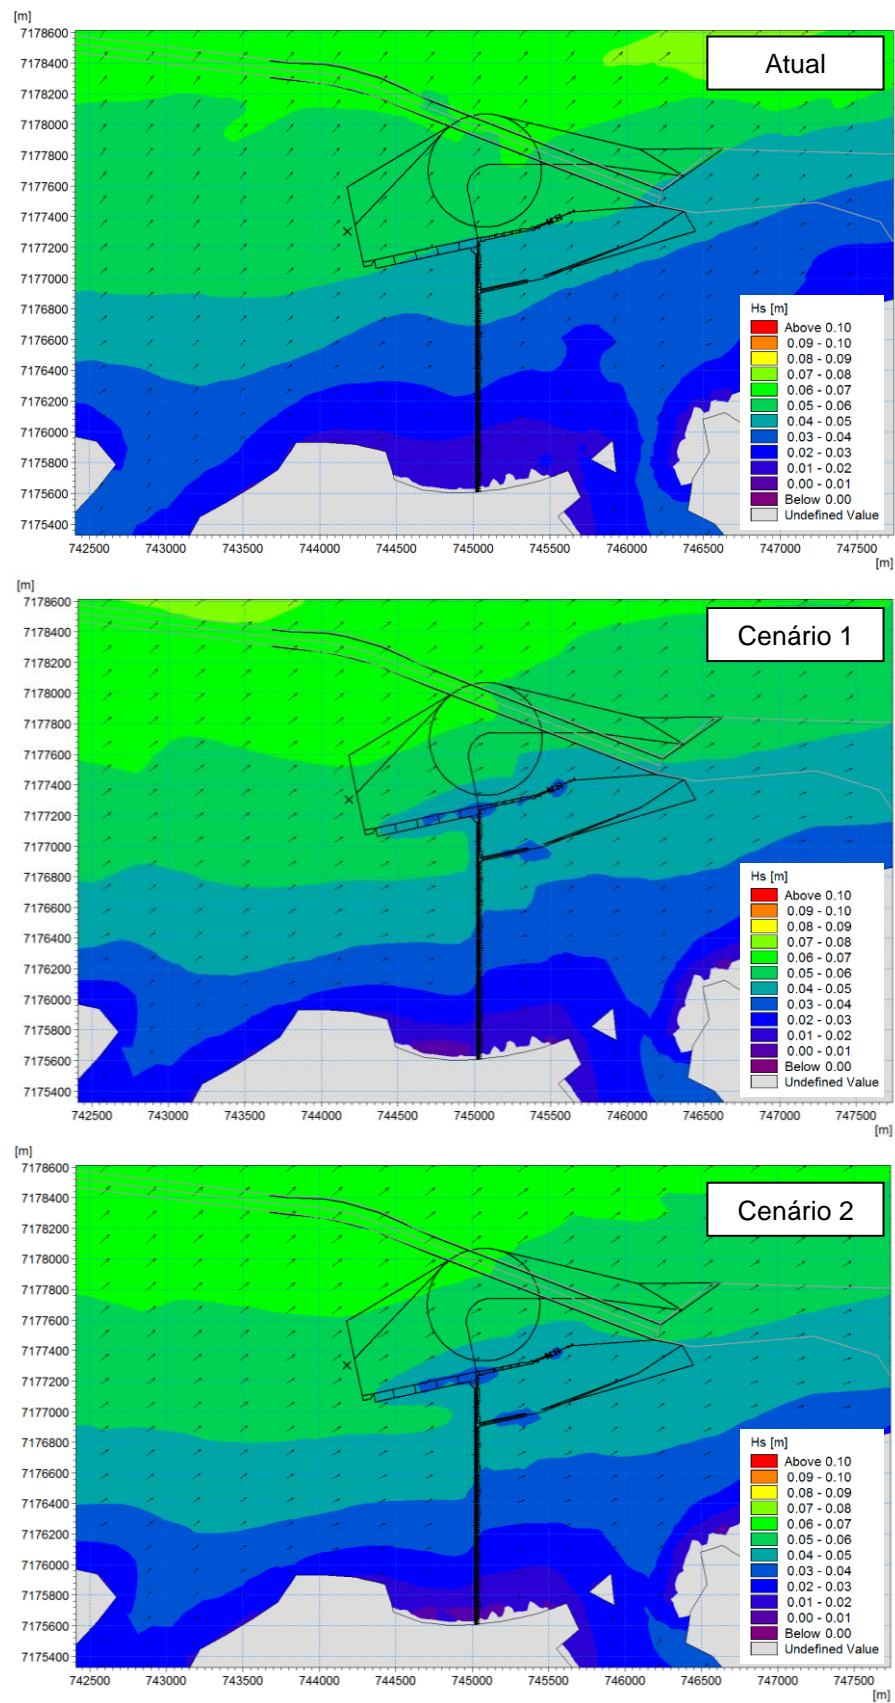 [m]
7178600
7178400
7178200
7178000
7177800
7177600
7177400
7177200
7177000
7176800
7176600
7176400
7176200
7176000
7175800
7175600
7175400
Atual
Hs [m]
Above 0.10
0.09 - 0.10
0.08 - 0.09
0.07 - 0.08
0.06 - 0.07
0.05 - 0.06
0.04 - 0.05
0.03 - 0.04
0.02 - 0.03
0.01 - 0.02
0.00 - 0.01
Below 0.00
Undefined Value
742500 743000 743500 744000 744500 745000 745500 746000 746500 747000 747500
[m]
[m]
7178600
7178400
7178200
7178000
7177800
7177600
7177400
7177200
7177000
7176800
7176600
7176400
7176200
7176000
7175800
7175600
7175400
Cenário 1
Hs [m]
Above 0.10
0.09 - 0.10
0.08 - 0.09
0.07 - 0.08
0.06 - 0.07
0.05 - 0.06
0.04 - 0.05
0.03 - 0.04
0.02 - 0.03
0.01 - 0.02
0.00 - 0.01
Below 0.00
Undefined Value
742500 743000 743500 744000 744500 745000 745500 746000 746500 747000 747500
[m]
[m]
7178600
7178400
7178200
7178000
7177800
7177600
7177400
7177200
7177000
7176800
7176600
7176400
7176200
7176000
7175800
7175600
7175400
Cenário 2
Hs [m]
Above 0.10
0.09 - 0.10
0.08 - 0.09
0.07 - 0.08
0.06 - 0.07
0.05 - 0.06
0.04 - 0.05
0.03 - 0.04
0.02 - 0.03
0.01 - 0.02
0.00 - 0.01
Below 0.00
Undefined Value
742500 743000 743500 744000 744500 745000 745500 746000 746500 747000 747500
[m]